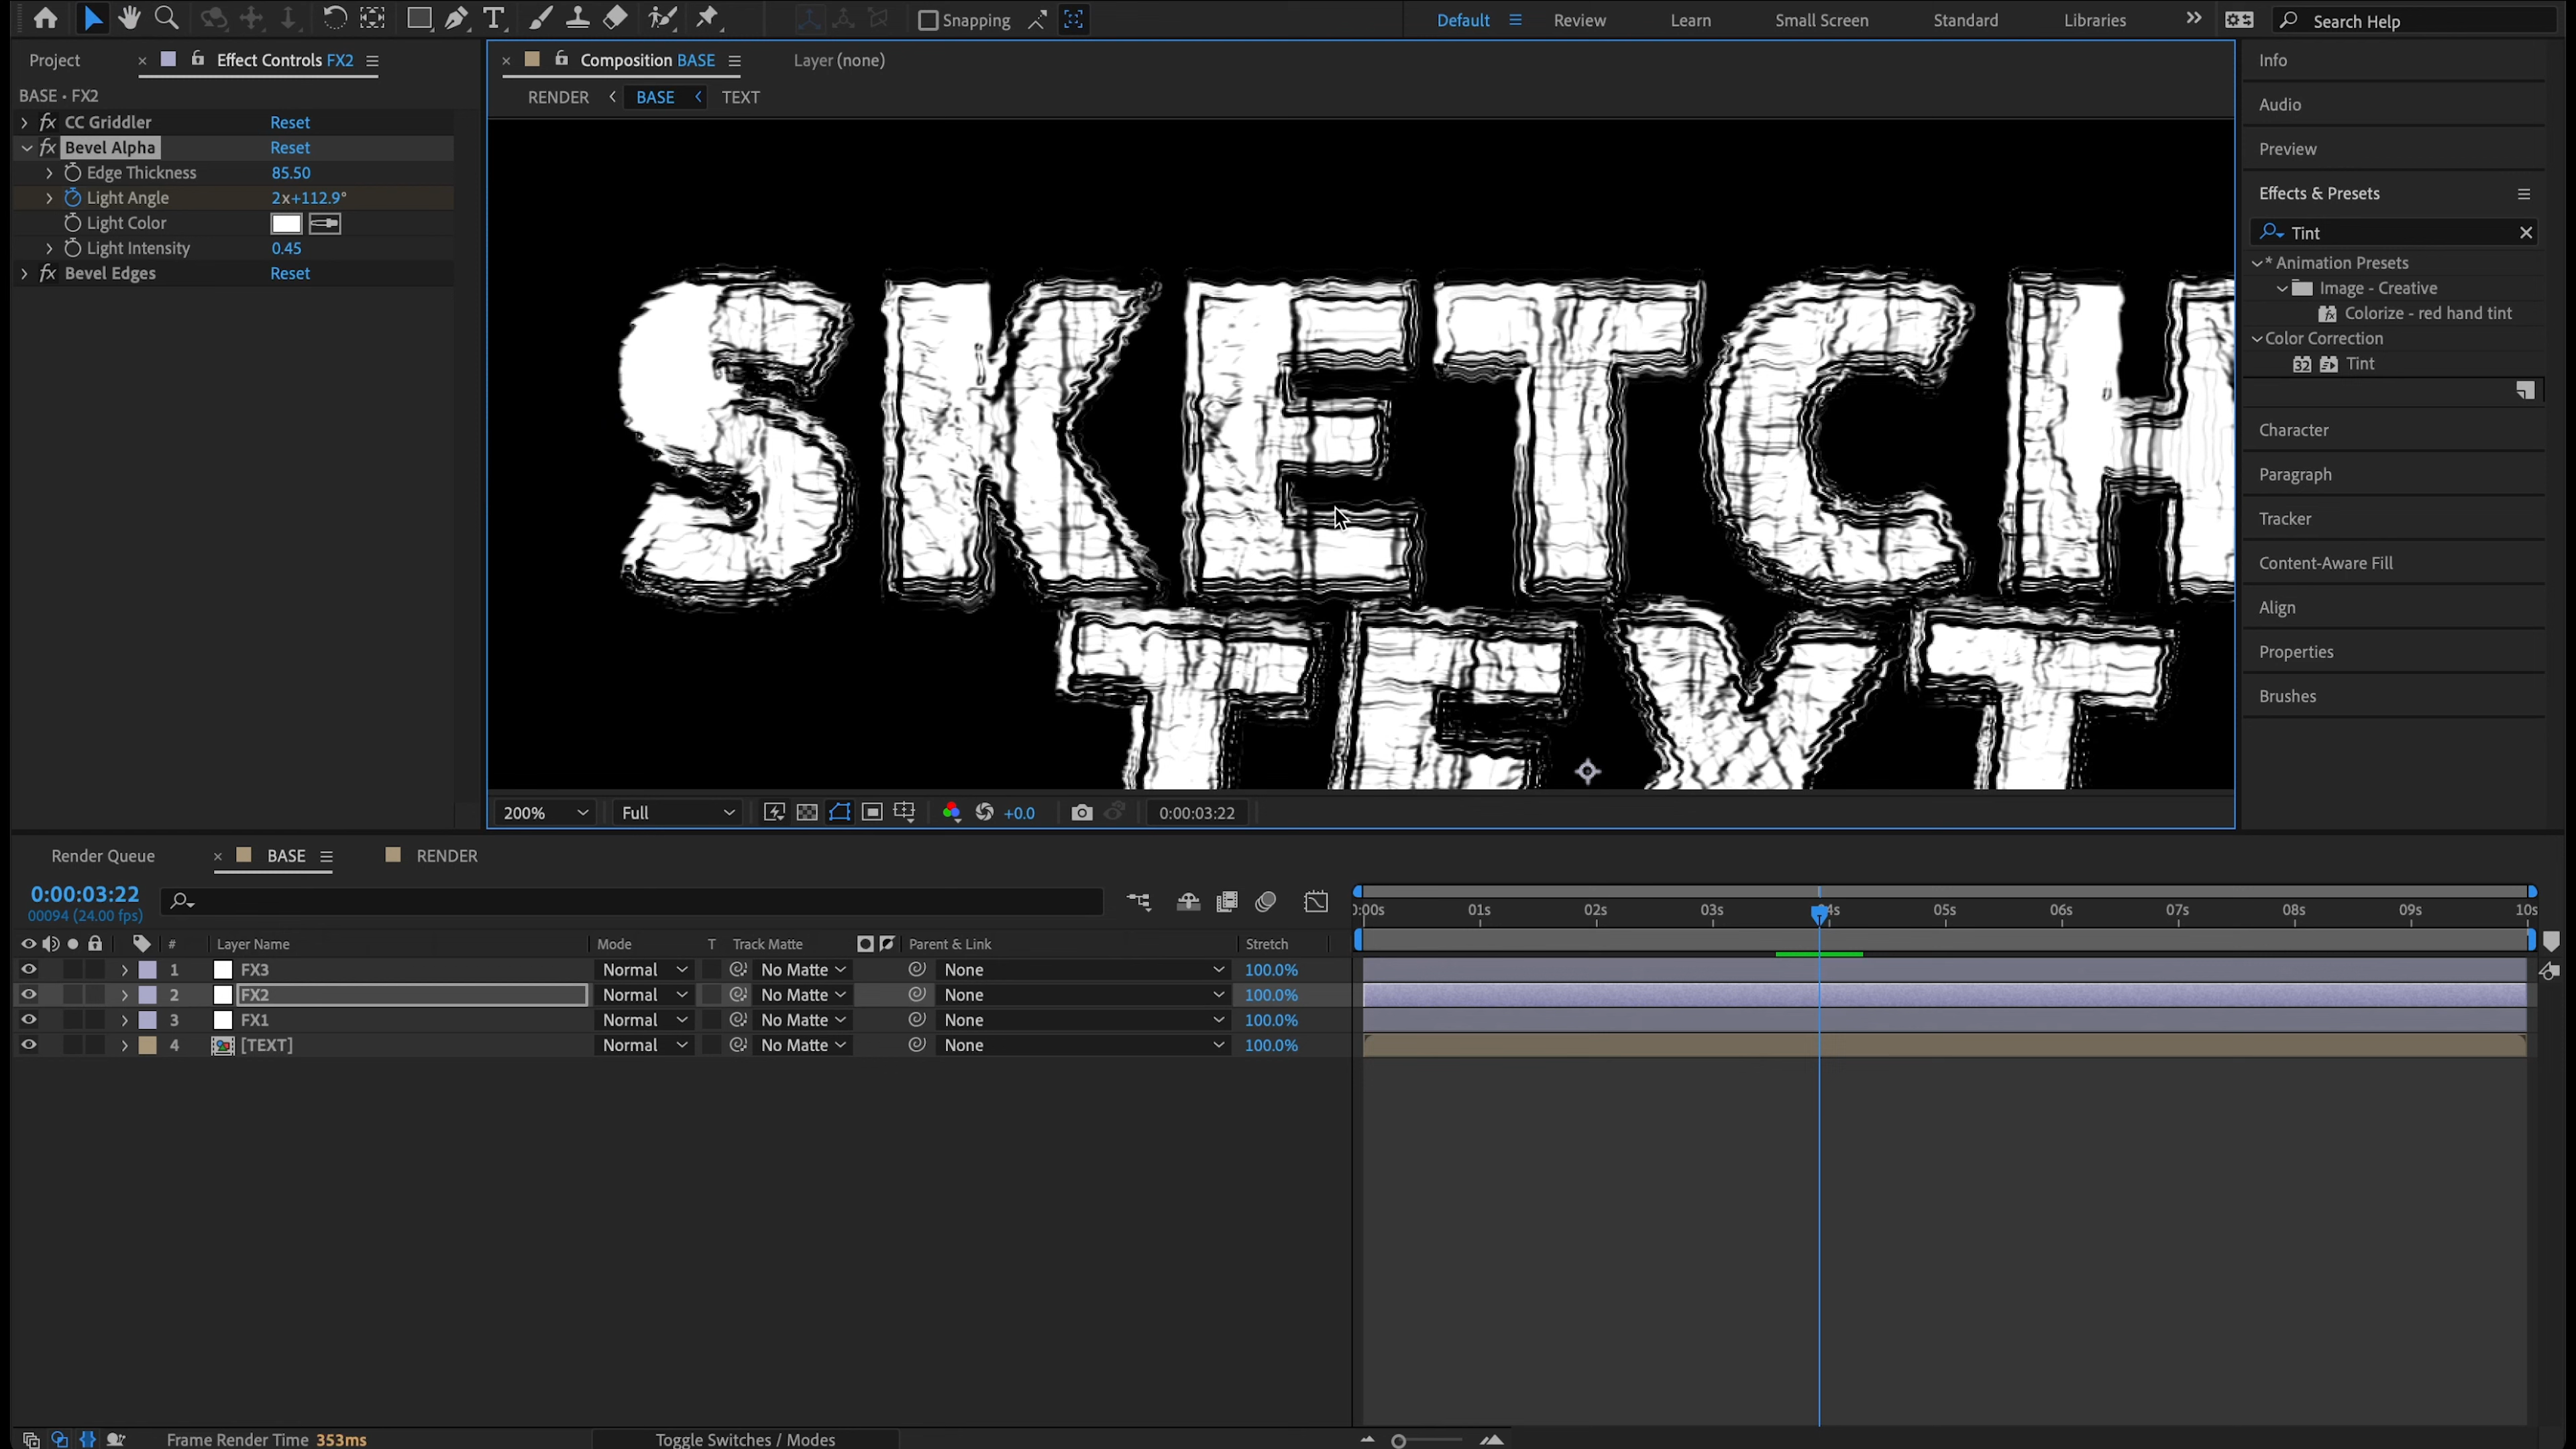 Snapping
Default
Review
Learn
Small Screen
Standard
Libraries
Search Help
Project
Effect Controls FX2
Composition BASE
Layer (none)
Info
BASE • FX2
RENDER
BASE
TEXT
Audio
fx CC Griddler Reset
fx Bevel Alpha Reset
Edge Thickness 85.50
Light Angle 2x+112.9°
Light Color
Light Intensity 0.45
fx Bevel Edges Reset
Preview
Effects & Presets
Tint
* Animation Presets
Image - Creative
Colorize - red hand tint
Color Correction
32 Tint
Character
Paragraph
Tracker
Content-Aware Fill
Align
Properties
Brushes
SKETCH
TEXT
200%
Full
+0.0
0:00:03:22
Render Queue
BASE
RENDER
0:00:03:22
00094 (24.00 fps)
0:00s 01s 02s 03s 04s 05s 06s 07s 08s 09s 10s
# Layer Name Mode T Track Matte Parent & Link Stretch
1 FX3 Normal No Matte None 100.0%
2 FX2 Normal No Matte None 100.0%
3 FX1 Normal No Matte None 100.0%
4 [TEXT] Normal No Matte None 100.0%
Frame Render Time 353ms
Toggle Switches / Modes